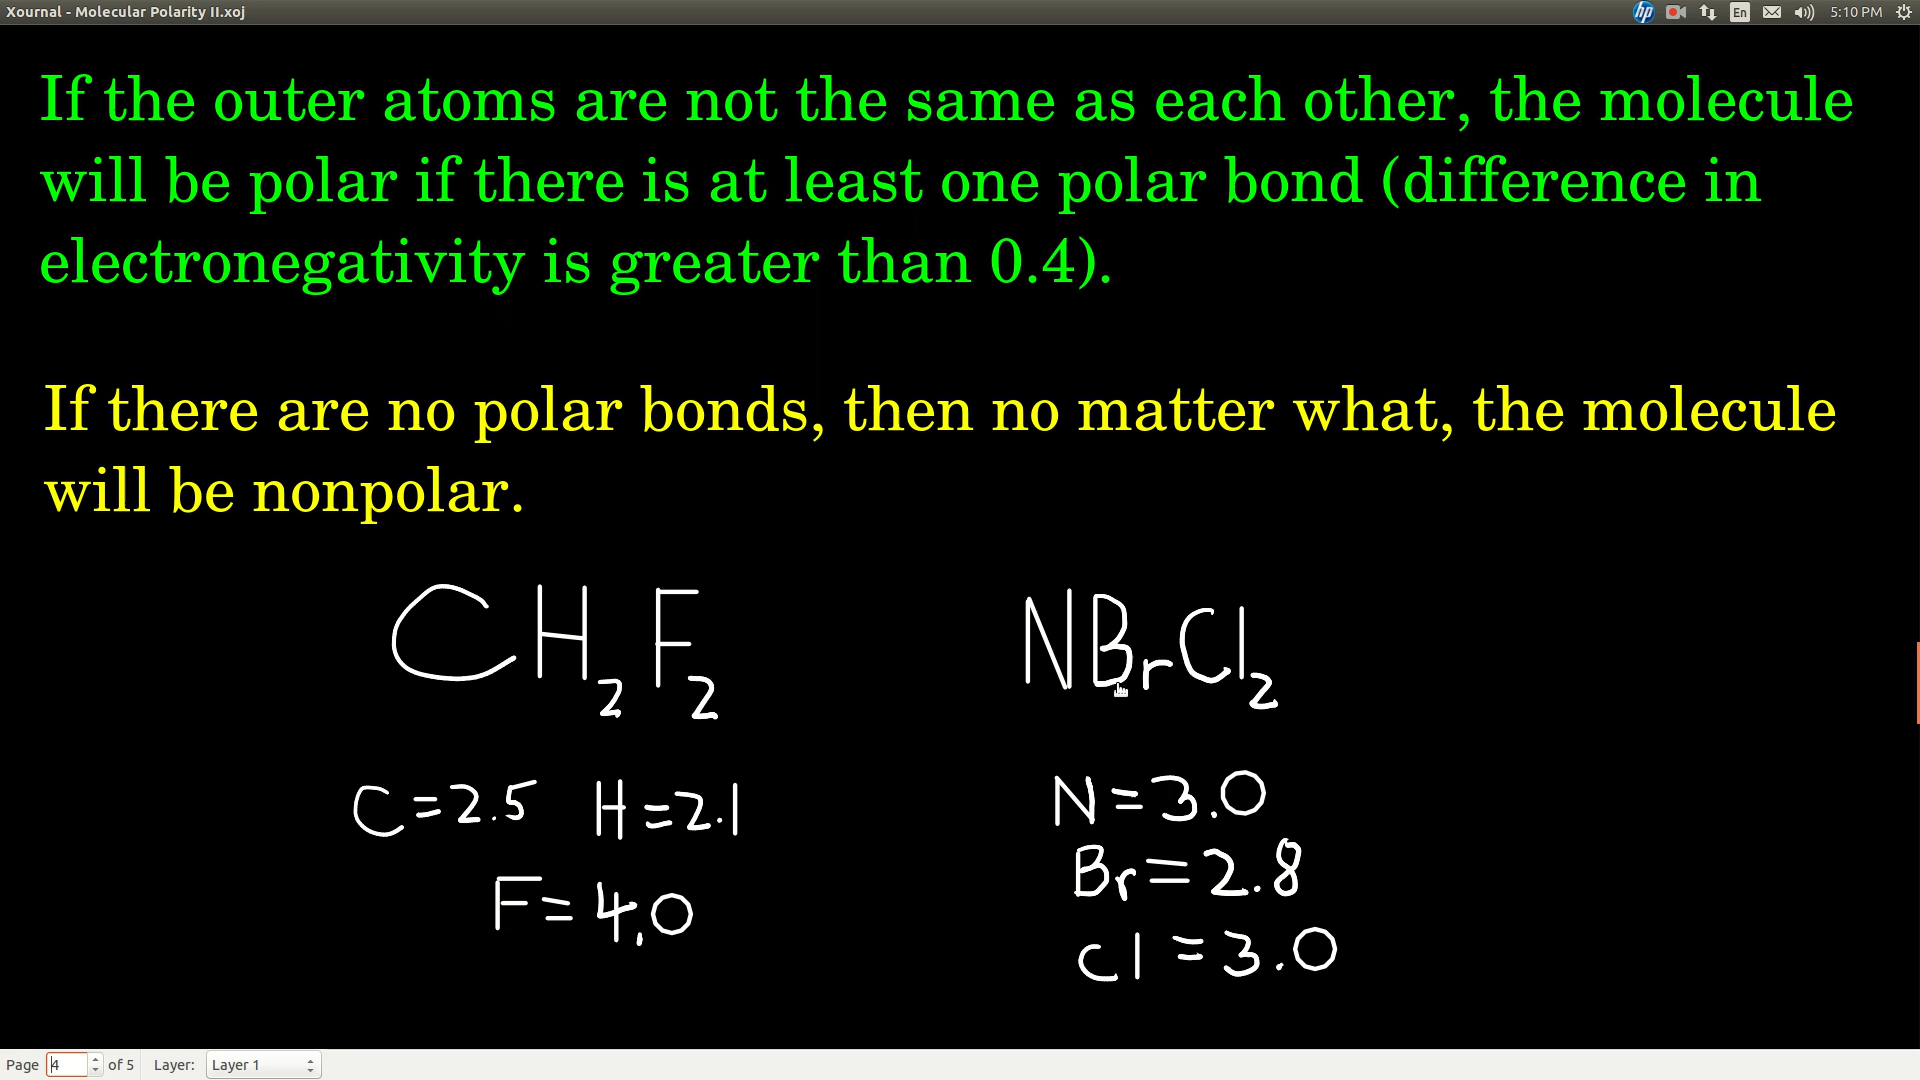 Xournal - Molecular Polarity II.xoj
hp En 5:10 PM
If the outer atoms are not the same as each other, the molecule
will be polar if there is at least one polar bond (difference in
electronegativity is greater than 0.4).
If there are no polar bonds, then no matter what, the molecule
will be nonpolar.
CH₂F₂ NBrCl₂
C=2.5 H=2.1 N=3.0
F=4.0 Br=2.8
Cl=3.0
Page 4 of 5 Layer: Layer 1